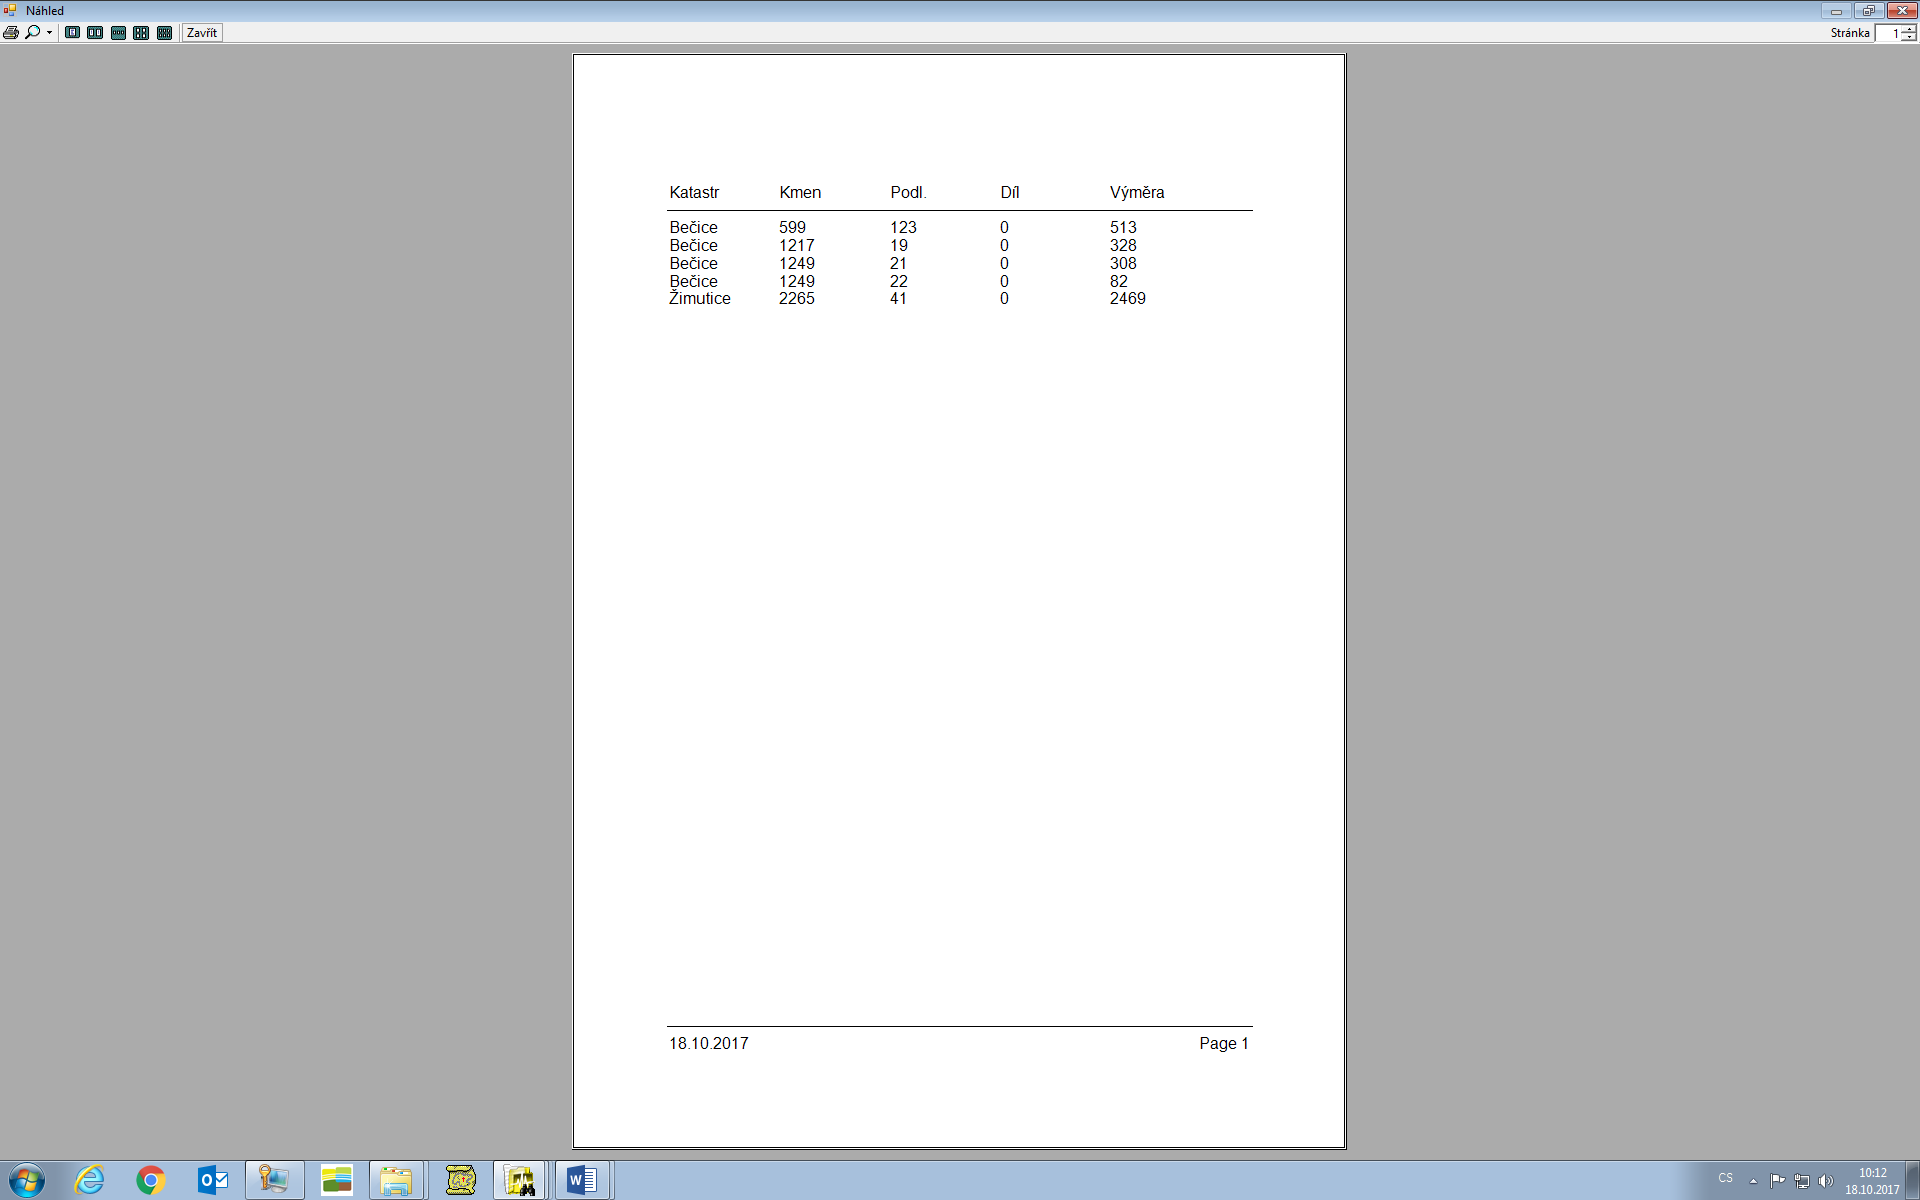 Náhled
Zavřít
Stránka 1
Katastr Kmen Podl. Díl Výměra
Bečice 599 123 0 513
Bečice 1217 19 0 328
Bečice 1249 21 0 308
Bečice 1249 22 0 82
Žimutice 2265 41 0 2469
18.10.2017 Page 1
CS
10:12
18.10.2017